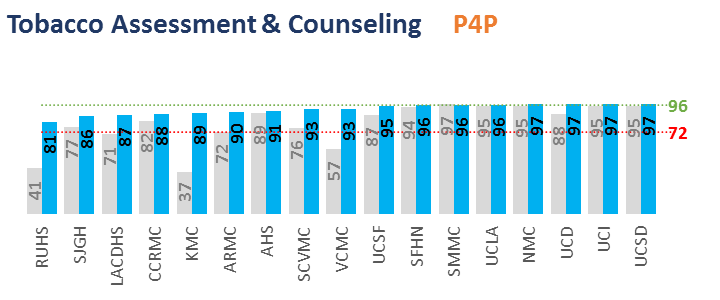 Tobacco Assessment & Counseling P4P
96
72
41 81 77 86 71 87 82 88 37 89 72 90 89 91 76 93 57 93 87 95 94 96 97 96 95 96 95 97 88 97 95 97 95 97
RUHS SJGH LACDHS CCRMC KMC ARMC AHS SCVMC VCMC UCSF SFHN SMMC UCLA NMC UCD UCI UCSD